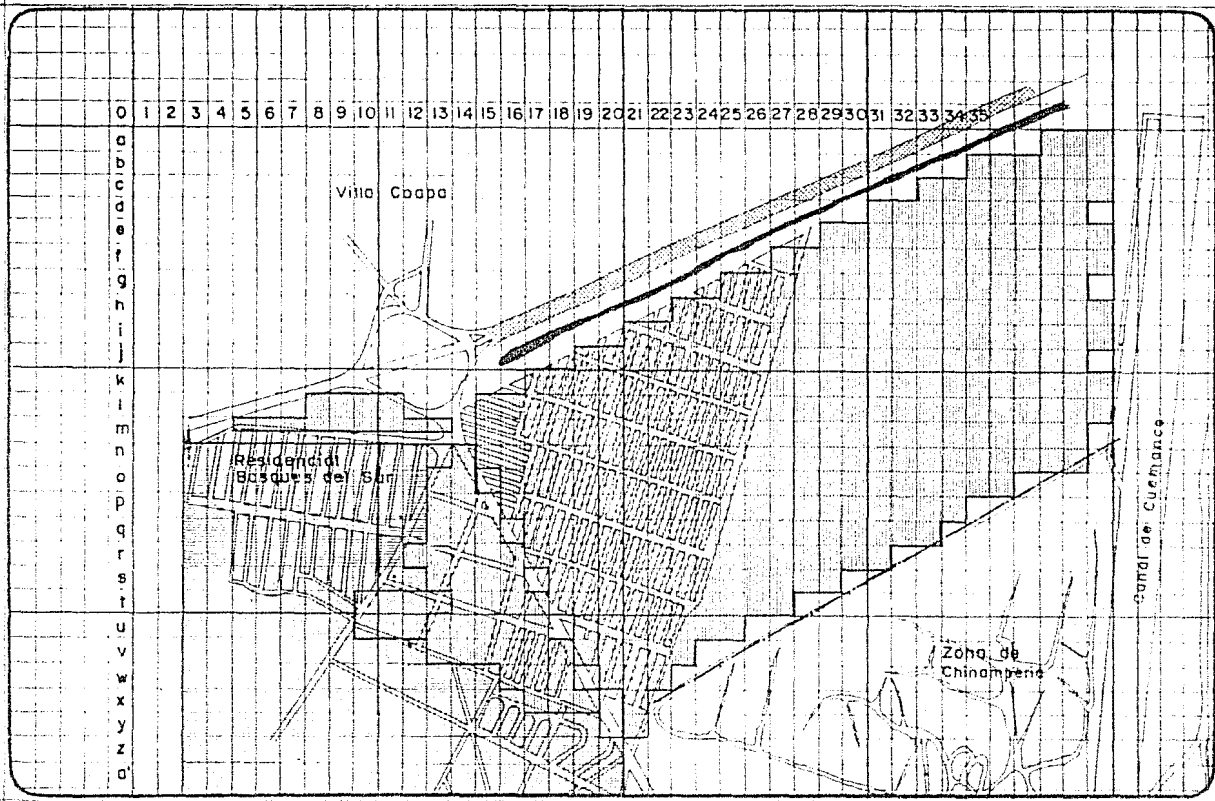 0 1 2 3 4 5 6 7 8 9 10 11 12 13 14 15 16 17 18 19 20 21 22 23 24 25 26 27 28 29 30 31 32 33 34 35
a
b
c
d
e
f
g
h
i
j
k
l
m
n
o
p
q
r
s
t
u
v
w
x
y
z
a'
Villa Coapa
Residencial
Bosques del Sur
Canal de Cuemanco
Zona de
Chinampería